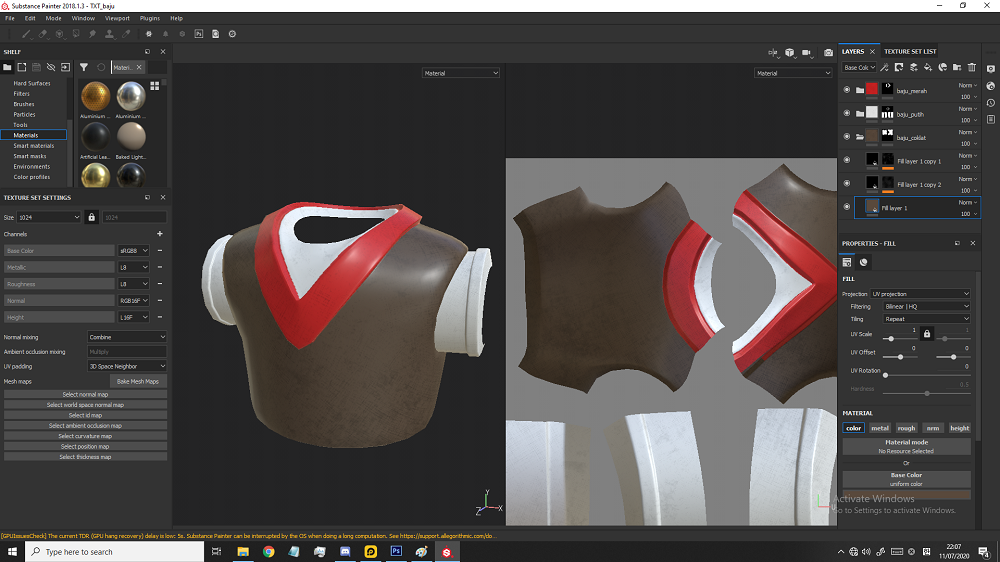 Substance Painter 2018.1.3 - TXT_baju
File Edit Mode Window Viewport Plugins Help
SHELF
Materi...
Hard Surfaces
Filters
Brushes
Particles
Tools
Materials
Smart materials
Smart masks
Environments
Color profiles
Aluminium ... Aluminium ...
Artificial Lea... Baked Light...
TEXTURE SET SETTINGS
Size 1024 1024
Channels
Base Color sRGB8
Metallic L8
Roughness L8
Normal RGB16F
Height L16F
Normal mixing Combine
Ambient occlusion mixing Multiply
UV padding 3D Space Neighbor
Mesh maps Bake Mesh Maps
Select normal map
Select world space normal map
Select id map
Select ambient occlusion map
Select curvature map
Select position map
Select thickness map
Material
Y
Z X
Material
LAYERS TEXTURE SET LIST
Base Col
baju_merah Norm 100
baju_putih Norm 100
baju_coklat Norm 100
Fill layer 1 copy 1 Norm 100
Fill layer 1 copy 2 Norm 100
Fill layer 1 Norm 100
PROPERTIES - FILL
FILL
Projection UV projection
Filtering Bilinear | HQ
Tiling Repeat
UV Scale 1 1
UV Offset 0 0
UV Rotation 0
Hardness 0.5
MATERIAL
color metal rough nrm height
Material mode
No Resource Selected
Or
Base Color
uniform color
Activate Windows
Go to Settings to activate Windows.
[GPUIssuesCheck] The current TDR (GPU hang recovery) delay is low: 5s. Substance Painter can be interrupted by the OS when doing a long computation. See https://support.allegorithmic.com/do...
Type here to search
22:07
11/07/2020
4